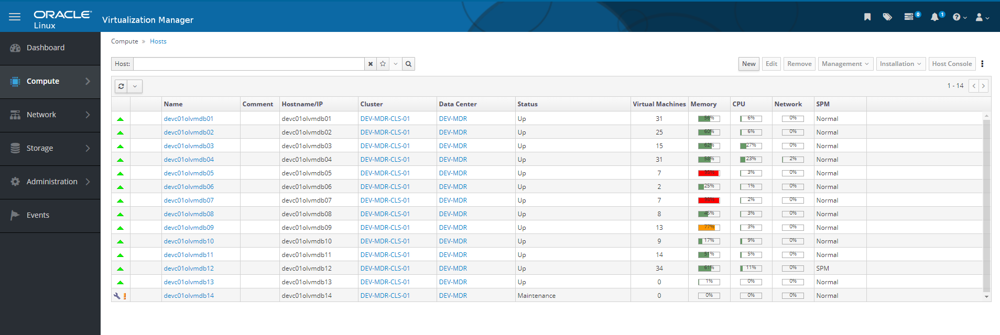 ORACLE
Linux
Virtualization Manager
0
1
Dashboard
Compute
Network
Storage
Administration
Events
Compute » Hosts
Host:
New Edit Remove Management Installation Host Console
1 - 14
Name Comment Hostname/IP Cluster Data Center Status Virtual Machines Memory CPU Network SPM
devc01olvmdb01 devc01olvmdb01 DEV-MDR-CLS-01 DEV-MDR Up 31 56% 6% 0% Normal
devc01olvmdb02 devc01olvmdb02 DEV-MDR-CLS-01 DEV-MDR Up 25 60% 6% 0% Normal
devc01olvmdb03 devc01olvmdb03 DEV-MDR-CLS-01 DEV-MDR Up 15 62% 27% 0% Normal
devc01olvmdb04 devc01olvmdb04 DEV-MDR-CLS-01 DEV-MDR Up 31 58% 23% 2% Normal
devc01olvmdb05 devc01olvmdb05 DEV-MDR-CLS-01 DEV-MDR Up 7 95% 3% 0% Normal
devc01olvmdb06 devc01olvmdb06 DEV-MDR-CLS-01 DEV-MDR Up 2 25% 1% 0% Normal
devc01olvmdb07 devc01olvmdb07 DEV-MDR-CLS-01 DEV-MDR Up 7 98% 2% 0% Normal
devc01olvmdb08 devc01olvmdb08 DEV-MDR-CLS-01 DEV-MDR Up 8 45% 3% 0% Normal
devc01olvmdb09 devc01olvmdb09 DEV-MDR-CLS-01 DEV-MDR Up 13 77% 3% 0% Normal
devc01olvmdb10 devc01olvmdb10 DEV-MDR-CLS-01 DEV-MDR Up 9 17% 9% 0% Normal
devc01olvmdb11 devc01olvmdb11 DEV-MDR-CLS-01 DEV-MDR Up 14 51% 5% 0% Normal
devc01olvmdb12 devc01olvmdb12 DEV-MDR-CLS-01 DEV-MDR Up 34 61% 11% 0% SPM
devc01olvmdb13 devc01olvmdb13 DEV-MDR-CLS-01 DEV-MDR Up 0 1% 0% 0% Normal
devc01olvmdb14 devc01olvmdb14 DEV-MDR-CLS-01 DEV-MDR Maintenance 0 0% 0% 0% Normal